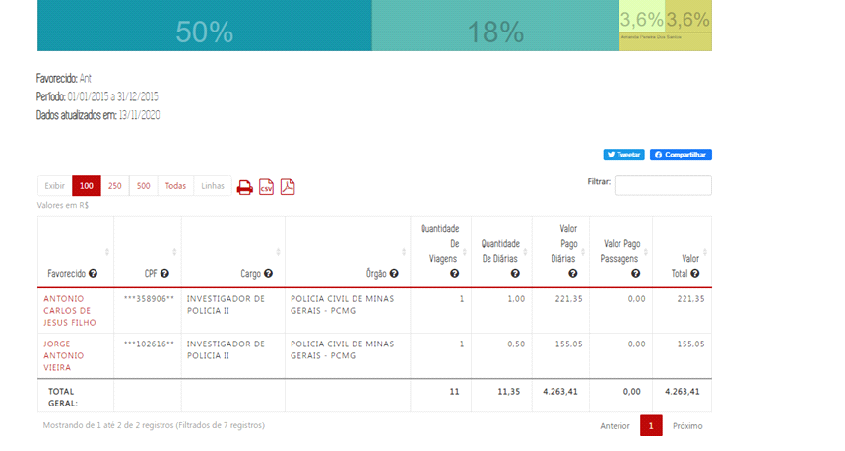 50%
18%
3,6%
3,6%
Amanda Pereira Dos Santos
Favorecido: Ant
Período: 01/01/2015 a 31/12/2015
Dados atualizados em: 13/11/2020
Tweetar
Compartilhar
Exibir 100 250 500 Todas Linhas CSV
Filtrar:
Valores em R$
Favorecido ? CPF ? Cargo ? Órgão ? Quantidade De Viagens ? Quantidade De Diárias ? Valor Pago Diárias ? Valor Pago Passagens ? Valor Total ?
ANTONIO CARLOS DE JESUS FILHO ***358906** INVESTIGADOR DE POLICIA II POLICIA CIVIL DE MINAS GERAIS - PCMG 1 1,00 221,35 0,00 221,35
JORGE ANTONIO VIEIRA ***102616** INVESTIGADOR DE POLICIA II POLICIA CIVIL DE MINAS GERAIS - PCMG 1 0,50 155,05 0,00 155,05
TOTAL GERAL: 11 11,35 4.263,41 0,00 4.263,41
Mostrando de 1 até 2 de 2 registros (Filtrados de 7 registros)
Anterior 1 Próximo